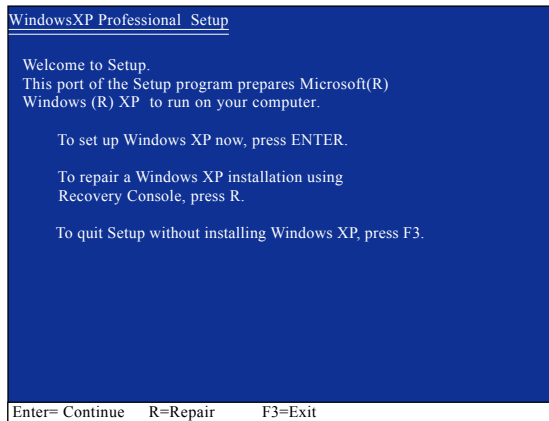 WindowsXP Professional Setup
Welcome to Setup.
This port of the Setup program prepares Microsoft(R)
Windows (R) XP to run on your computer.
To set up Windows XP now, press ENTER.
To repair a Windows XP installation using
Recovery Console, press R.
To quit Setup without installing Windows XP, press F3.
Enter= Continue R=Repair F3=Exit